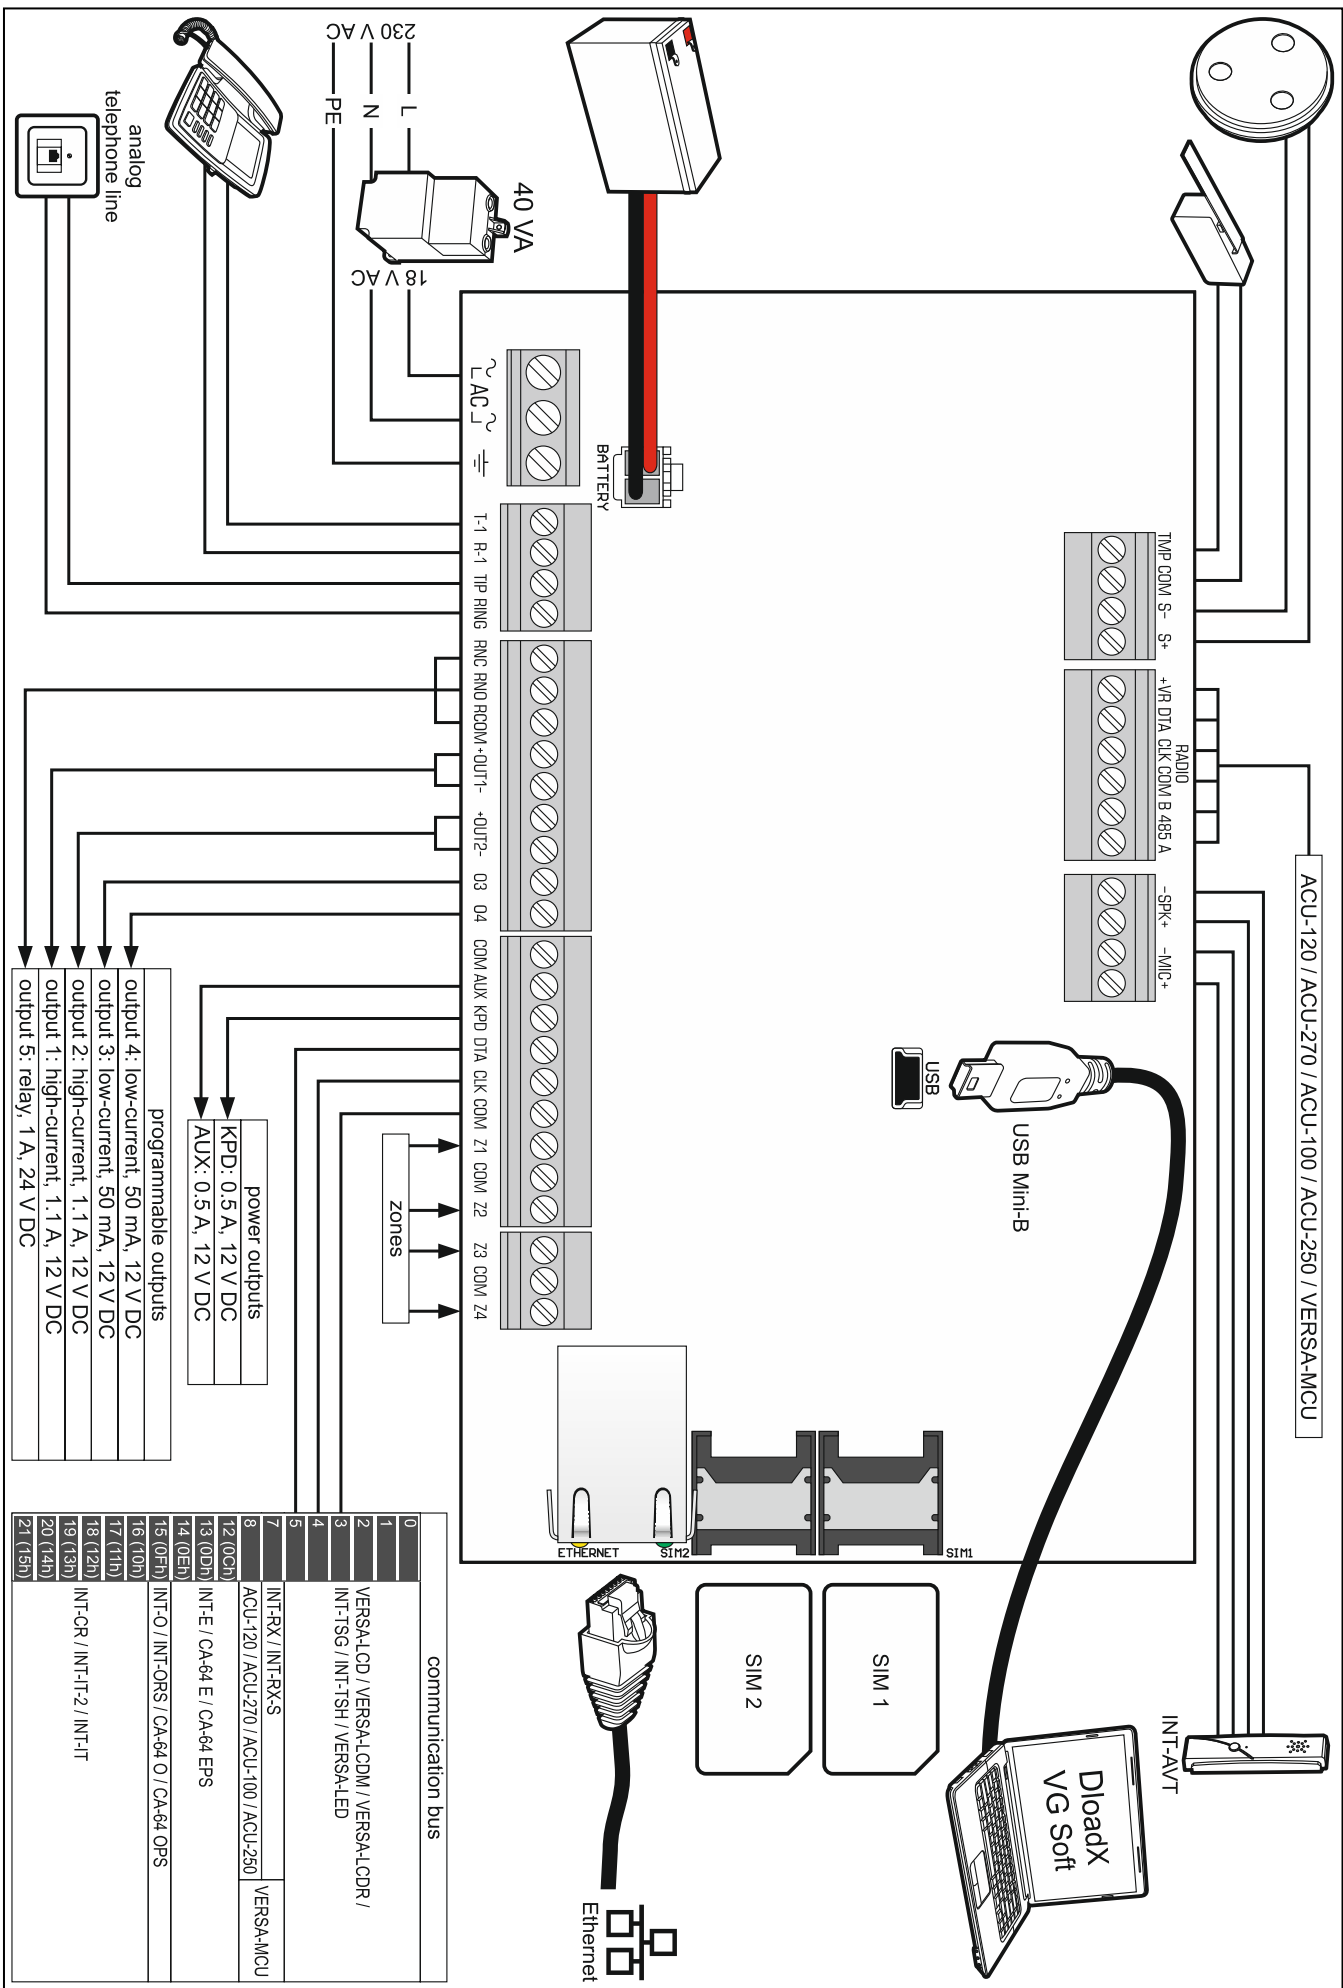 230 V AC
L
N
PE
40 VA
18 V AC
analog
telephone line
BATTERY
AC
T-1 R-1 TIP RING
RNC RNO RCOM +OUT1- +OUT2- O3 O4
COM AUX KPD DTA CLK COM Z1 COM Z2
Z3 COM Z4
TMP COM S- S+
RADIO
+VR DTA CLK COM B 485 A
-SPK+ -MIC+
ACU-120 / ACU-270 / ACU-100 / ACU-250 / VERSA-MCU
USB
USB Mini-B
INT-AVT
DloadX
VG Soft
SIM1
SIM2
ETHERNET
SIM 1
SIM 2
Ethernet
zones
power outputs
KPD: 0.5 A, 12 V DC
AUX: 0.5 A, 12 V DC
programmable outputs
output 4: low-current, 50 mA, 12 V DC
output 3: low-current, 50 mA, 12 V DC
output 2: high-current, 1.1 A, 12 V DC
output 1: high-current, 1.1 A, 12 V DC
output 5: relay, 1 A, 24 V DC
communication bus
0
1
2
3
4
5
VERSA-LCD / VERSA-LCDM / VERSA-LCDR /
INT-TSG / INT-TSH / VERSA-LED
7
INT-RX / INT-RX-S
8
ACU-120 / ACU-270 / ACU-100 / ACU-250
VERSA-MCU
12 (0Ch)
13 (0Dh)
14 (0Eh)
INT-E / CA-64 E / CA-64 EPS
15 (0Fh)
INT-O / INT-ORS / CA-64 O / CA-64 OPS
16 (10h)
17 (11h)
18 (12h)
19 (13h)
20 (14h)
21 (15h)
INT-CR / INT-IT-2 / INT-IT